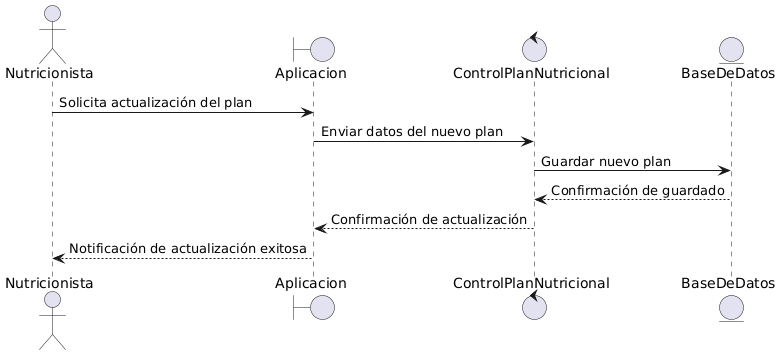 Nutricionista
Aplicacion
ControlPlanNutricional
BaseDeDatos
Solicita actualización del plan
Enviar datos del nuevo plan
Guardar nuevo plan
Confirmación de guardado
Confirmación de actualización
Notificación de actualización exitosa
Nutricionista
Aplicacion
ControlPlanNutricional
BaseDeDatos